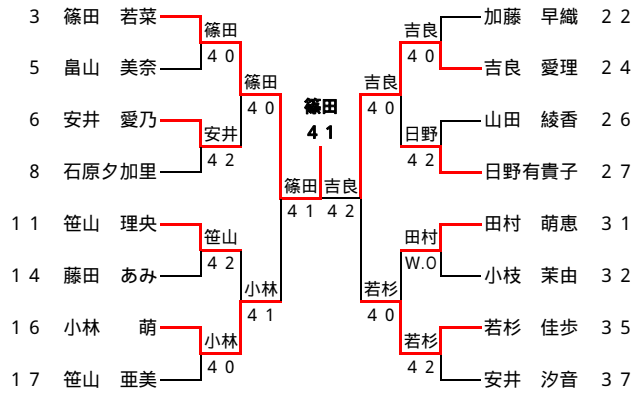 3 篠田 若菜
5 畠山 美奈
6 安井 愛乃
8 石原夕加里
11 笹山 理央
14 藤田 あみ
16 小林 萌
17 笹山 亜美
篠田
40
安井
42
笹山
42
小林
40
篠田
40
小林
41
篠田
41
篠田
41
吉良
42
吉良
40
若杉
40
吉良
40
日野
42
田村
W.O
若杉
42
加藤 早織 22
吉良 愛理 24
山田 綾香 26
日野有貴子 27
田村 萌恵 31
小枝 茉由 32
若杉 佳歩 35
安井 汐音 37